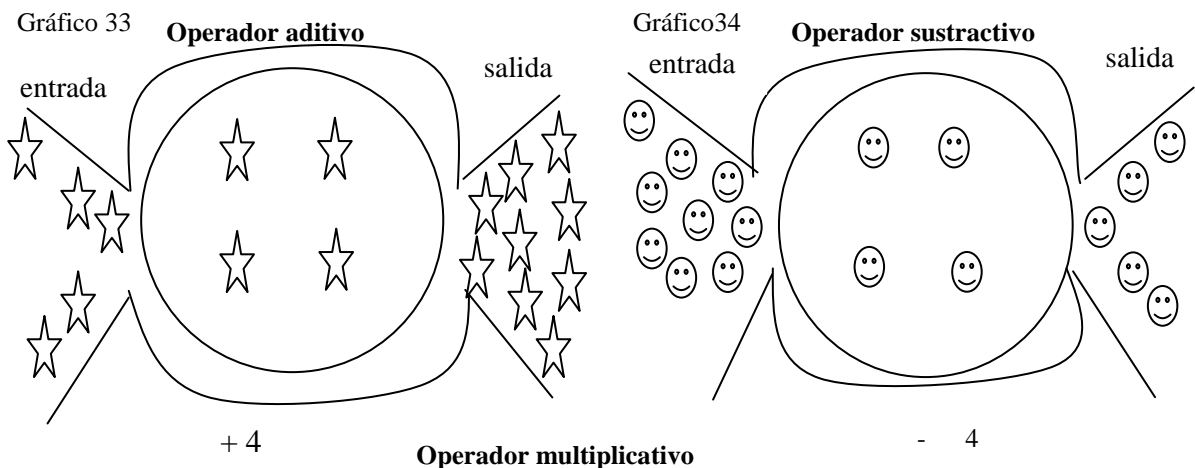 Gráfico 33
Operador aditivo
entrada
salida
+ 4
Gráfico34
Operador sustractivo
entrada
salida
- 4
Operador multiplicativo